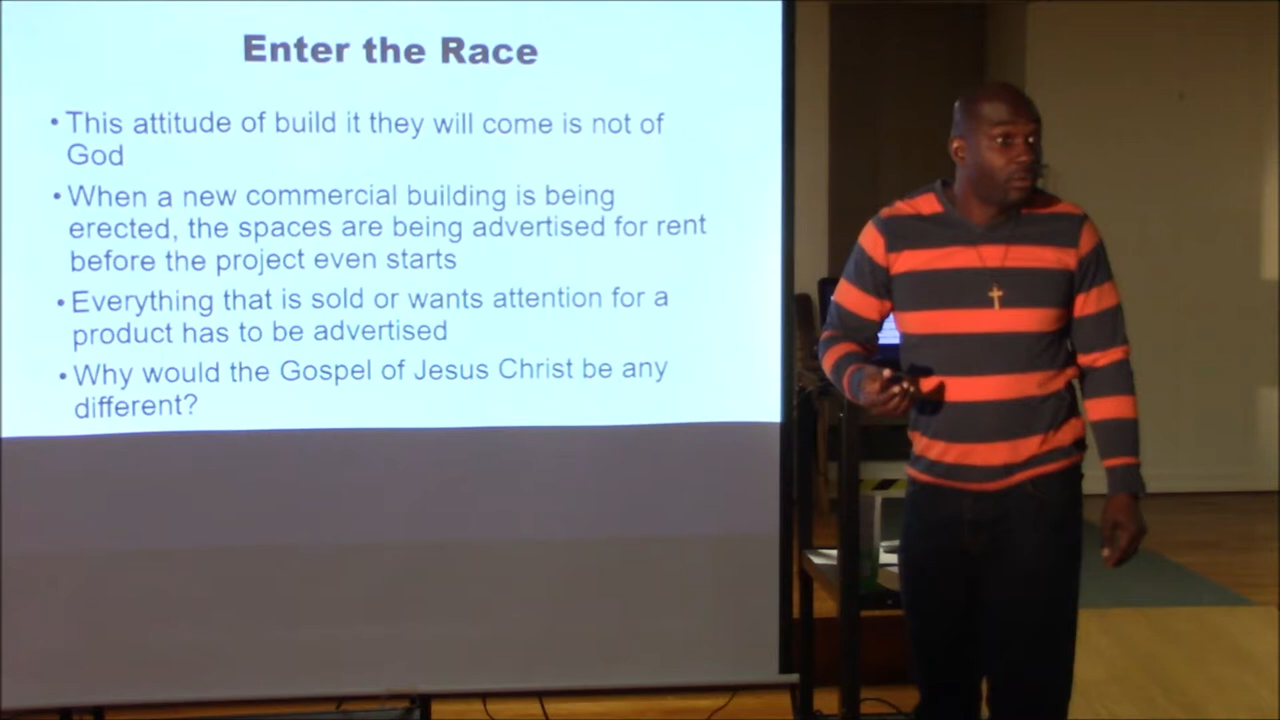 Enter the Race
• This attitude of build it they will come is not of
God
• When a new commercial building is being
erected, the spaces are being advertised for rent
before the project even starts
• Everything that is sold or wants attention for a
product has to be advertised
• Why would the Gospel of Jesus Christ be any
different?